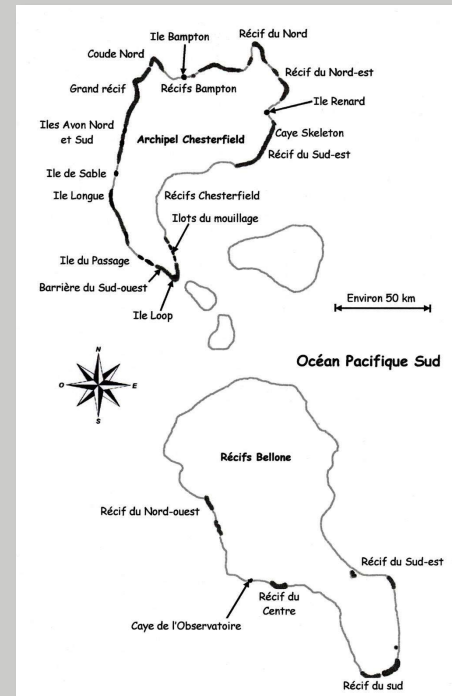 Récif du Nord
Ile Bampton
Coude Nord
Récif du Nord-est
Grand récif
Récifs Bampton
Ile Renard
Iles Avon Nord
et Sud
Archipel Chesterfield
Caye Skeleton
Récif du Sud-est
Ile de Sable
Ile Longue
Récifs Chesterfield
Ilots du mouillage
Ile du Passage
Barrière du Sud-ouest
Ile Loop
Environ 50 km
Océan Pacifique Sud
N
O
E
S
Récifs Bellone
Récif du Nord-ouest
Récif du Sud-est
Récif du
Centre
Caye de l'Observatoire
Récif du sud